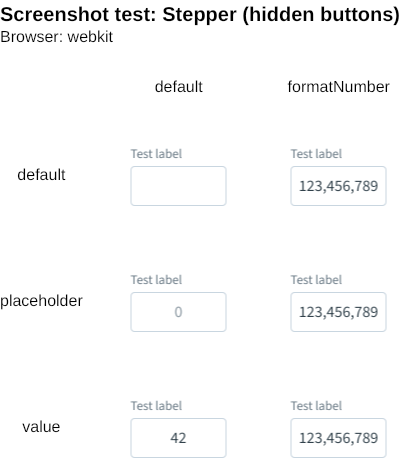 Screenshot test: Stepper (hidden buttons)
Browser: webkit
default formatNumber
Test label Test label
default 123,456,789
Test label Test label
placeholder 0 123,456,789
Test label Test label
value 42 123,456,789